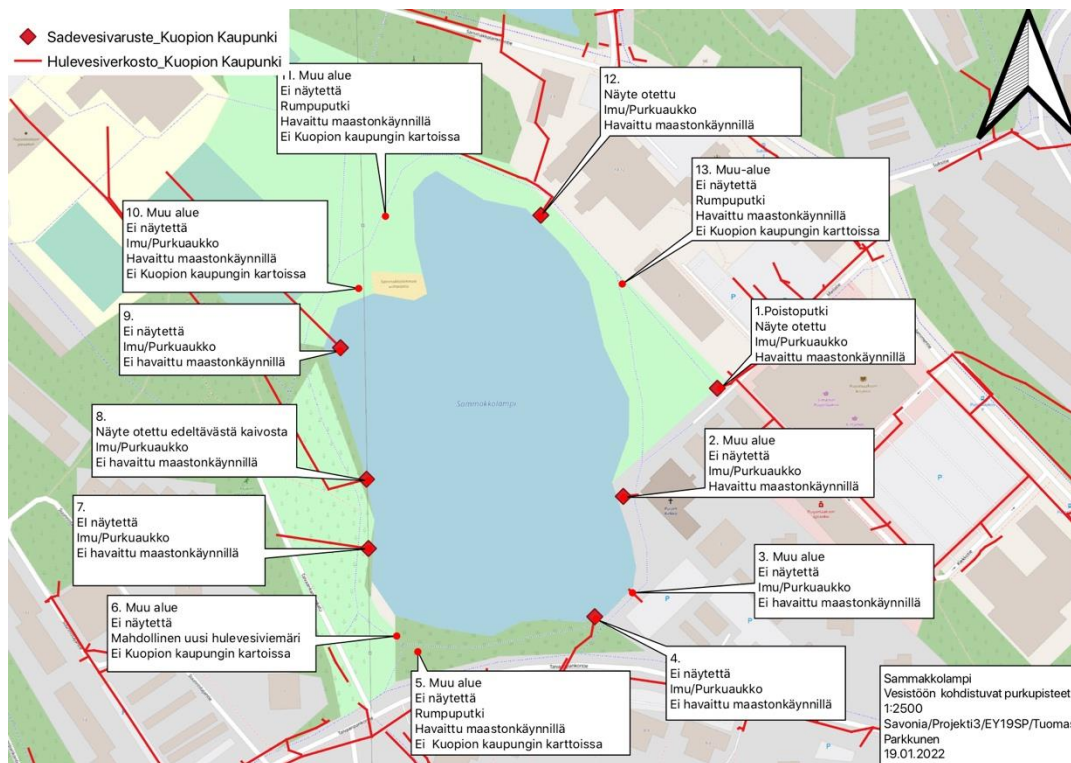 Sadevesivaruste_Kuopion Kaupunki
Hulevesiverkosto_Kuopion Kaupunki
11. Muu alue
Ei näytettä
Rumpuputki
Havaittu maastonkäynnillä
Ei Kuopion kaupungin kartoissa
12.
Näyte otettu
Imu/Purkuaukko
Havaittu maastonkäynnillä
13. Muu-alue
Ei näytettä
Rumpuputki
Havaittu maastonkäynnillä
Ei Kuopion kaupungin karttoissa
10. Muu alue
Ei näytettä
Imu/Purkuaukko
Havaittu maastonkäynnillä
Ei Kuopion kaupungin kartoissa
9.
Ei näytettä
Imu/Purkuaukko
Ei havaittu maastonkäynnillä
1.Poistoputki
Näyte otettu
Imu/Purkuaukko
Havaittu maastonkäynnillä
Sammakkolampi
8.
Näyte otettu edeltävästä kaivosta
Imu/Purkuaukko
Ei havaittu maastonkäynnillä
2. Muu alue
Ei näytettä
Imu/Purkuaukko
Havaittu maastonkäynnillä
7.
EI näytettä
Imu/Purkuaukko
Ei havaittu maastonkäynnillä
3. Muu alue
Ei näytettä
Imu/Purkuaukko
Ei havaittu maastonkäynnillä
6. Muu alue
Ei näytettä
Mahdollinen uusi hulevesiviemäri
Ei Kuopion kaupungin kartoissa
5. Muu alue
Ei näytettä
Rumpuputki
Havaittu maastonkäynnillä
Ei Kuopion kaupungin karttoissa
4.
Ei näytettä
Imu/Purkuaukko
Ei havaittu maastonkäynnillä
Sammakkolampi
Vesistöön kohdistuvat purkupisteet
1:2500
Savonia/Projekti3/EY19SP/Tuomas
Parkkunen
19.01.2022
P
P
P
P